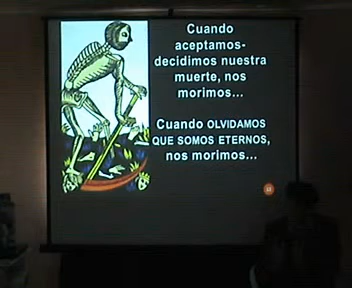 Cuando
aceptamos-
decidimos nuestra
muerte, nos
morimos...
Cuando OLVIDAMOS
QUE SOMOS ETERNOS,
nos morimos...